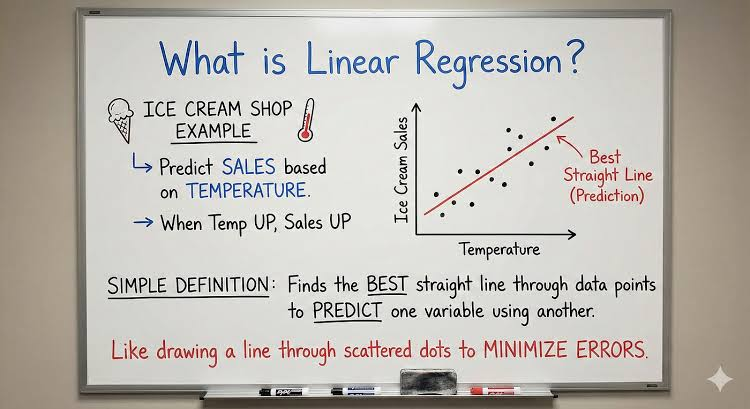 What is Linear Regression?
ICE CREAM SHOP
EXAMPLE
Predict SALES based
on TEMPERATURE.
→ When Temp UP, Sales UP
Ice Cream Sales
Temperature
Best
Straight Line
(Prediction)
SIMPLE DEFINITION: Finds the BEST straight line through data points
to PREDICT one variable using another.
Like drawing a line through scattered dots to MINIMIZE ERRORS.